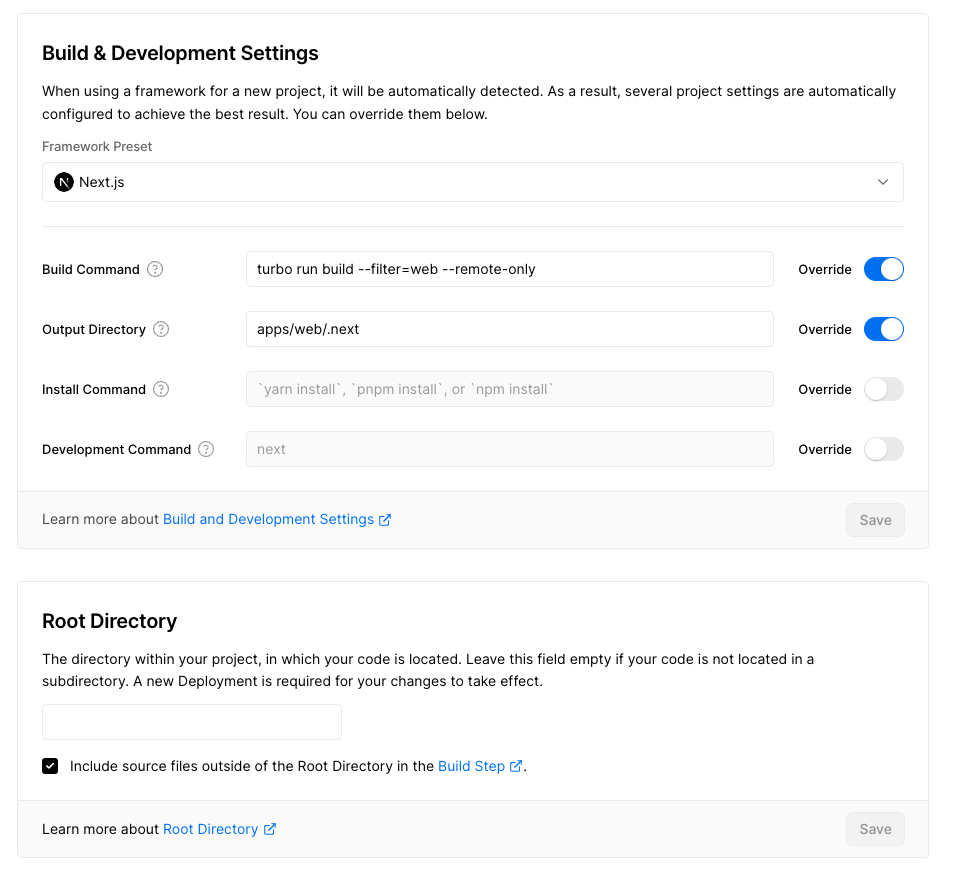 Build & Development Settings
When using a framework for a new project, it will be automatically detected. As a result, several project settings are automatically
configured to achieve the best result. You can override them below.
Framework Preset
N Next.js
Build Command ? turbo run build --filter=web --remote-only Override
Output Directory ? apps/web/.next Override
Install Command ? `yarn install`, `pnpm install`, or `npm install` Override
Development Command ? next Override
Learn more about Build and Development Settings Save
Root Directory
The directory within your project, in which your code is located. Leave this field empty if your code is not located in a
subdirectory. A new Deployment is required for your changes to take effect.
Include source files outside of the Root Directory in the Build Step.
Learn more about Root Directory Save